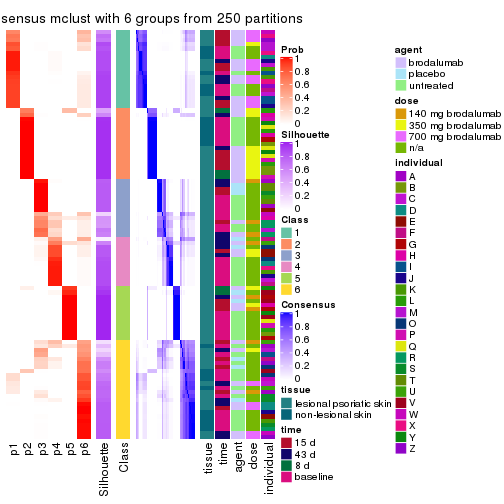 sensus mclust with 6 groups from 250 partitions
p1
p2
p3
p4
p5
p6
Silhouette
Class
tissue
time
agent
dose
individual
Prob
1
0.8
0.6
0.4
0.2
0
Silhouette
1
0.8
0.6
0.4
0.2
0
Class
1
2
3
4
5
6
Consensus
1
0.8
0.6
0.4
0.2
0
tissue
lesional psoriatic skin
non-lesional skin
time
15 d
43 d
8 d
baseline
agent
brodalumab
placebo
untreated
dose
140 mg brodalumab
350 mg brodalumab
700 mg brodalumab
n/a
individual
A
B
C
D
E
F
G
H
I
J
K
L
M
O
P
Q
R
S
T
U
V
W
X
Y
Z